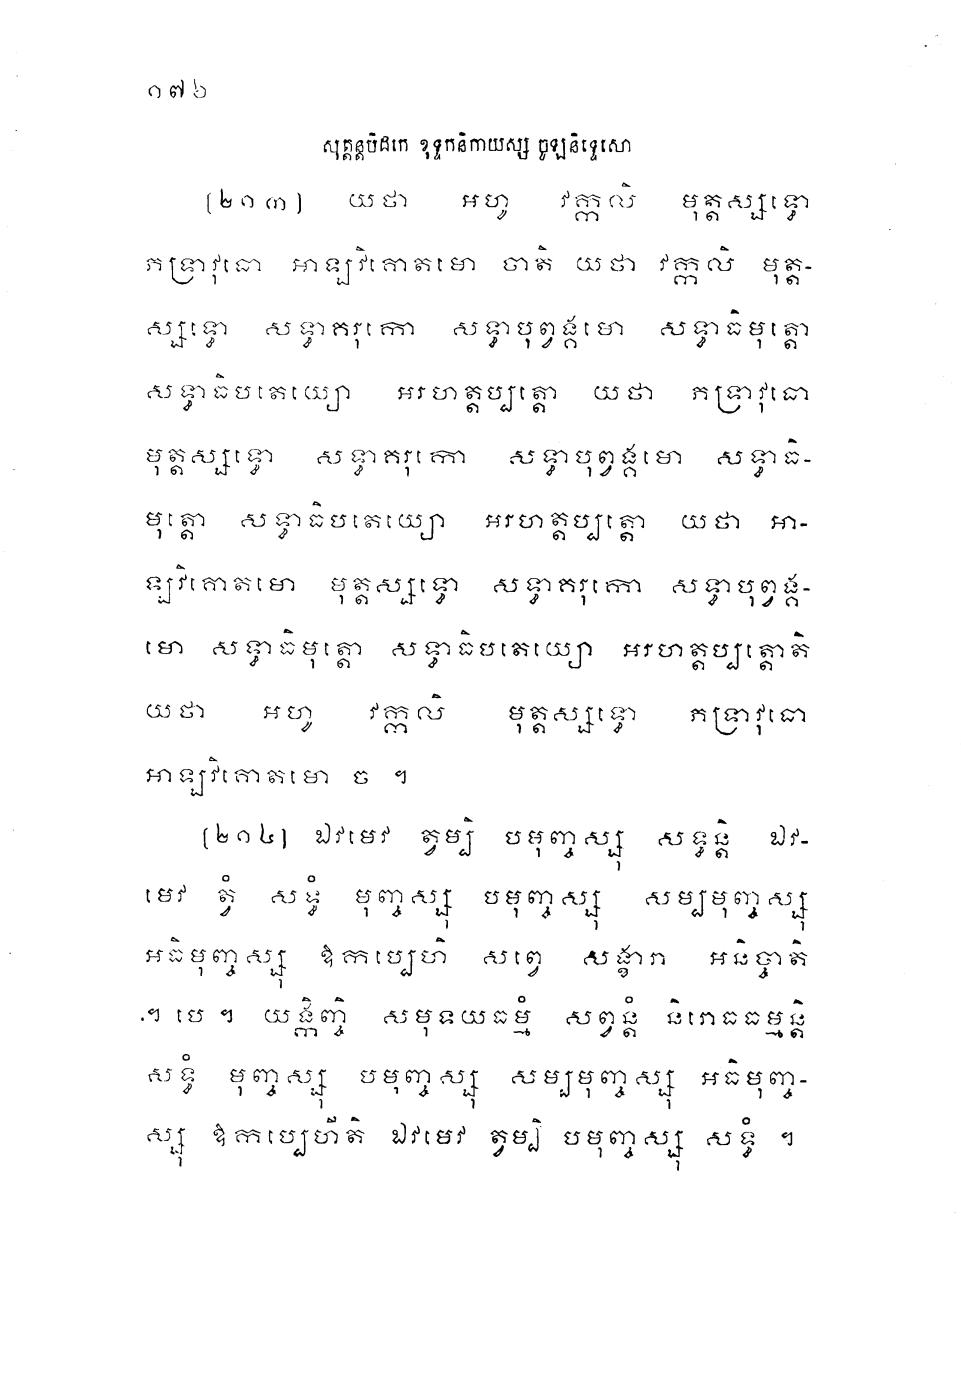 ១៧៦
សុត្តន្តបិដកេ ខុទ្ទកនិកាយស្ស ចូឡនិទ្ទេសោ
[២១៣] យថា អហូ វក្កលិ មុត្តស្សទ្ធោ
ភទ្រាវុធោ អាឡ្បវិគោតមោ ចាតិ យថា វក្កលិ មុត្ត-
ស្សទ្ធោ សទ្ធាគរុកោ សទ្ធាបុព្វង្គមោ សទ្ធាធិមុត្តោ
សទ្ធាធិបតេយ្យោ អរហត្តប្បត្តោ យថា ភទ្រាវុធោ
មុត្តស្សទ្ធោ សទ្ធាគរុកោ សទ្ធាបុព្វង្គមោ សទ្ធាធិ-
មុត្តោ សទ្ធាធិបតេយ្យោ អរហត្តប្បត្តោ យថា អា-
ឡ្បវិគោតមោ មុត្តស្សទ្ធោ សទ្ធាគរុកោ សទ្ធាបុព្វង្គ-
មោ សទ្ធាធិមុត្តោ សទ្ធាធិបតេយ្យោ អរហត្តប្បត្តោតិ
យថា អហូ វក្កលិ មុត្តស្សទ្ធោ ភទ្រាវុធោ
អាឡ្បវិគោតមោ ច ។
[២១៤] ឯវមេវ ត្វម្បិ បមុញ្ចស្សុ សទ្ធន្តិ ឯវ-
មេវ ត្វំ សទ្ធំ មុញ្ចស្សុ បមុញ្ចស្សុ សម្បមុញ្ចស្សុ
អធិមុញ្ចស្សុ ឱកប្បេហិ សព្វេ សង្ខារា អនិច្ចាតិ
។ បេ ។ យង្កិញ្ចិ សមុទយធម្មំ សព្វន្តំ និរោធធម្មន្តិ
សទ្ធំ មុញ្ចស្សុ បមុញ្ចស្សុ សម្បមុញ្ចស្សុ អធិមុញ្ច-
ស្សុ ឱកប្បេហីតិ ឯវមេវ ត្វម្បិ បមុញ្ចស្សុ សទ្ធំ ។